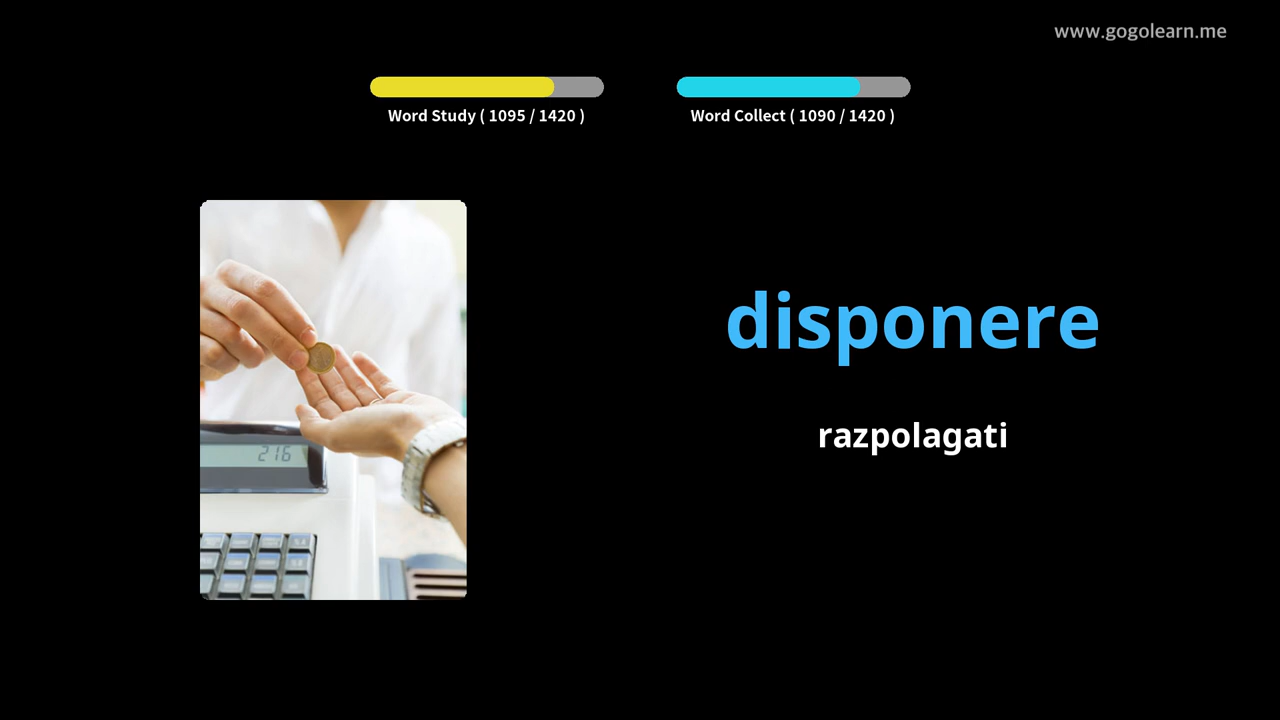 www.gogolearn.me
Word Study ( 1095 / 1420 )
Word Collect ( 1090 / 1420 )
disponere
razpolagati
216